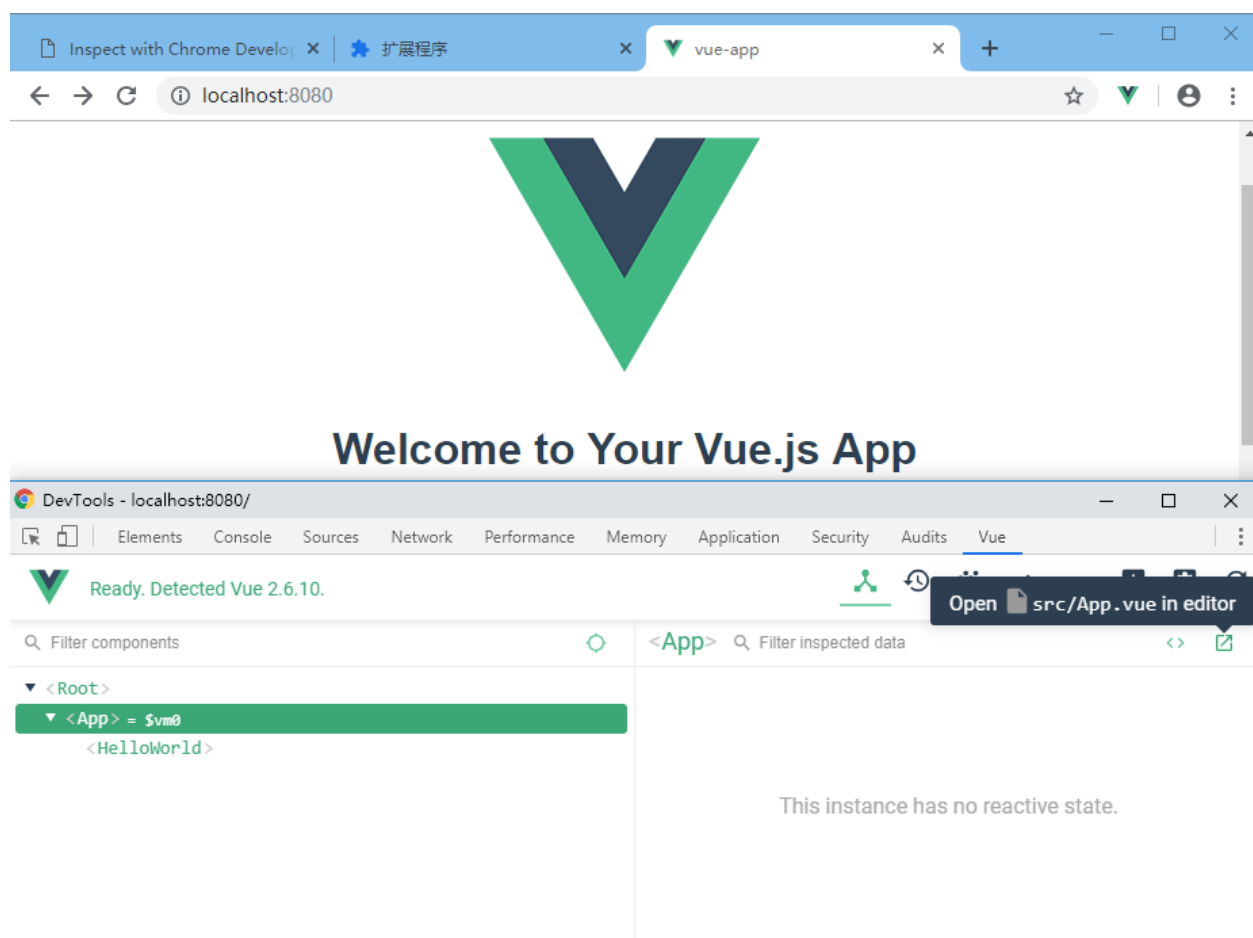 Inspect with Chrome Develop
扩展程序
vue-app
localhost:8080
Welcome to Your Vue.js App
DevTools - localhost:8080/
Elements Console Sources Network Performance Memory Application Security Audits Vue
Ready. Detected Vue 2.6.10.
Open src/App.vue in editor
Filter components
<App> Filter inspected data
<Root>
<App> = $vm0
<HelloWorld>
This instance has no reactive state.